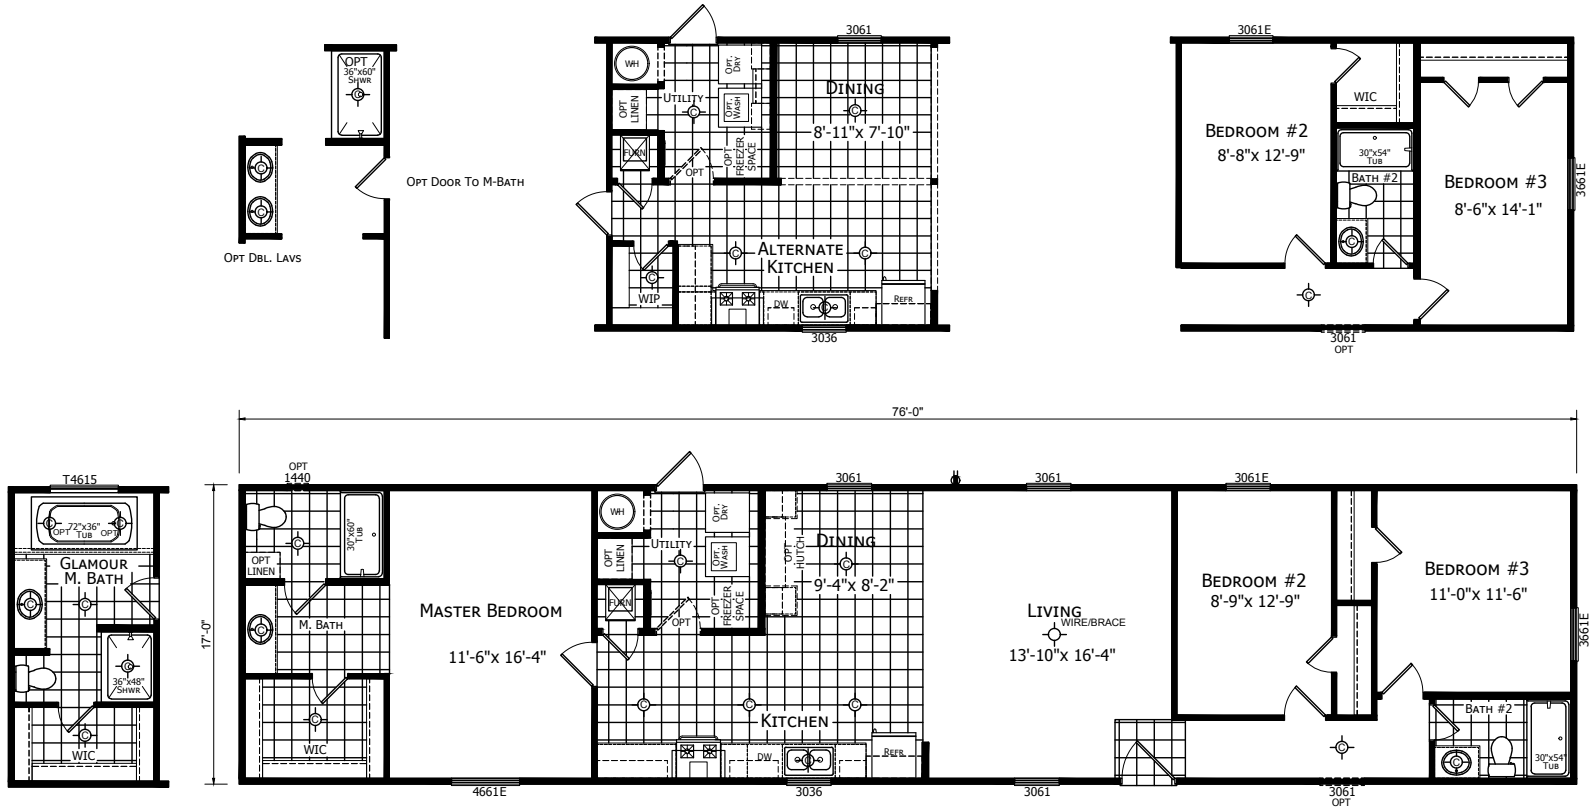 OPT
36"x60"
SHWR
OPT DOOR TO M-BATH
OPT DBL. LAVS
3061
WH
OPT. DRY
UTILITY
OPT LINEN
OPT. WASH
DINING
8'-11"x 7'-10"
FURN
OPT
OPT FREEZER SPACE
ALTERNATE
KITCHEN
WIP
DW
REFR
3036
3061E
WIC
BEDROOM #2
8'-8"x 12'-9"
30"x54"
TUB
BATH #2
BEDROOM #3
8'-6"x 14'-1"
3661E
3061
OPT
76'-0"
17'-0"
T4615
72"x36"
TUB
OPT
OPT
GLAMOUR
M. BATH
36"x48"
SHWR
WIC
OPT
1440
30"x60"
TUB
OPT
LINEN
M. BATH
WIC
MASTER BEDROOM
11'-6"x 16'-4"
4661E
WH
OPT. DRY
UTILITY
OPT LINEN
OPT. WASH
FURN
OPT
OPT FREEZER SPACE
3061
OPT HUTCH
DINING
9'-4"x 8'-2"
KITCHEN
DW
REFR
3036
3061
LIVING
WIRE/BRACE
13'-10"x 16'-4"
3061
3061E
BEDROOM #2
8'-9"x 12'-9"
BEDROOM #3
11'-0"x 11'-6"
3661E
BATH #2
30"x54"
TUB
3061
OPT